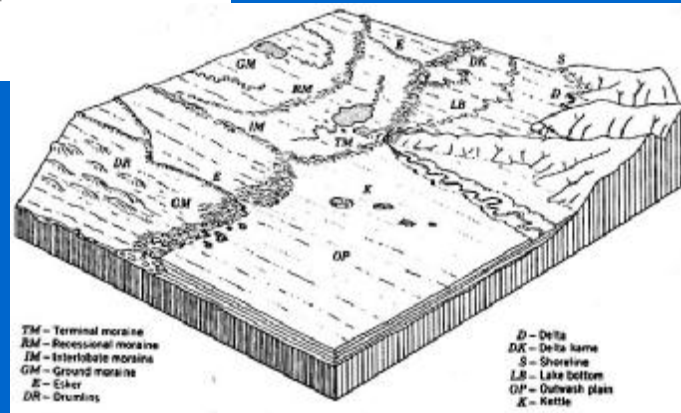 E
DK
S
GM
RM
D
LB
IM
TM
DR
E
K
GM
OP
TM – Terminal moraine
RM – Recessional moraine
IM – Interlobate moraine
GM – Ground moraine
E – Esker
DR – Drumlins
D – Delta
DK – Delta kame
S – Shoreline
LB – Lake bottom
OP – Outwash plain
K – Kettle